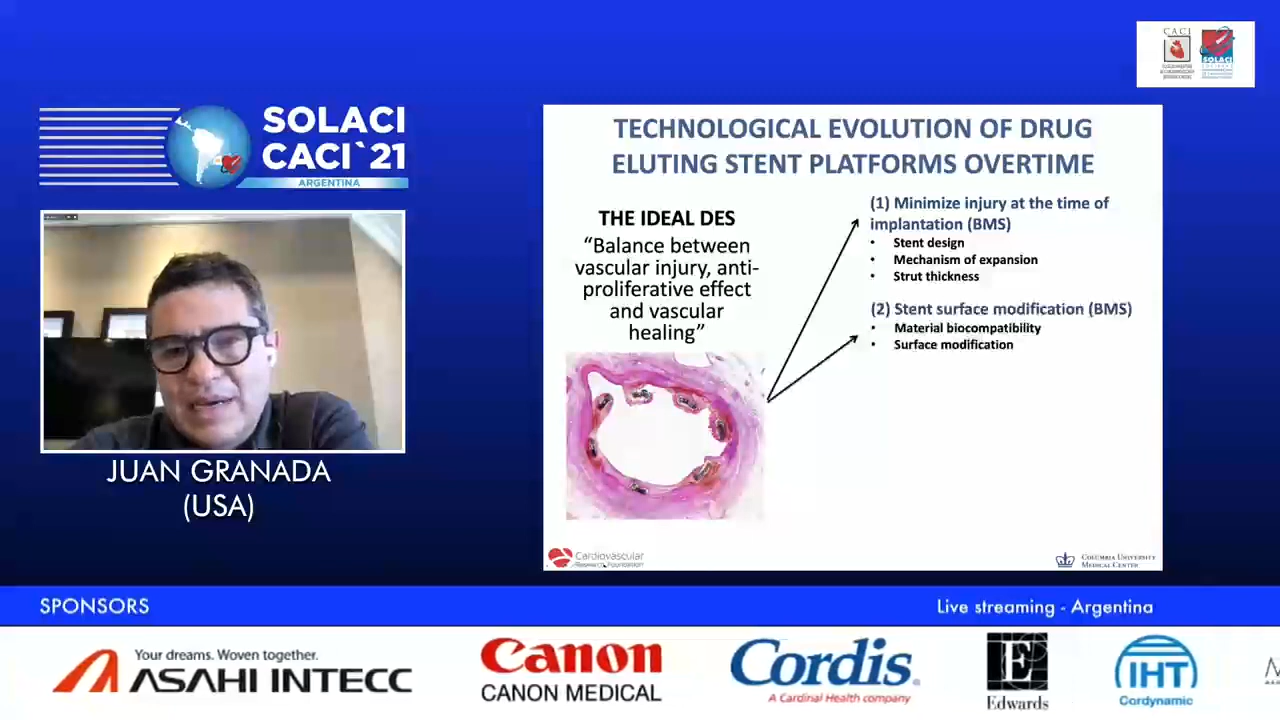 CACI
SOLACI
SOLACI
CACI`21
ARGENTINA
JUAN GRANADA
(USA)
TECHNOLOGICAL EVOLUTION OF DRUG
ELUTING STENT PLATFORMS OVERTIME
THE IDEAL DES
“Balance between
vascular injury, anti-
proliferative effect
and vascular
healing”
(1) Minimize injury at the time of
implantation (BMS)
• Stent design
• Mechanism of expansion
• Strut thickness
(2) Stent surface modification (BMS)
• Material biocompatibility
• Surface modification
Cardiovascular
Research Foundation
COLUMBIA UNIVERSITY
MEDICAL CENTER
SPONSORS
Live streaming - Argentina
Your dreams. Woven together.
ASAHI INTECC
Canon
CANON MEDICAL
Cordis®
A Cardinal Health company
E
Edwards
IHT
Cordynamic